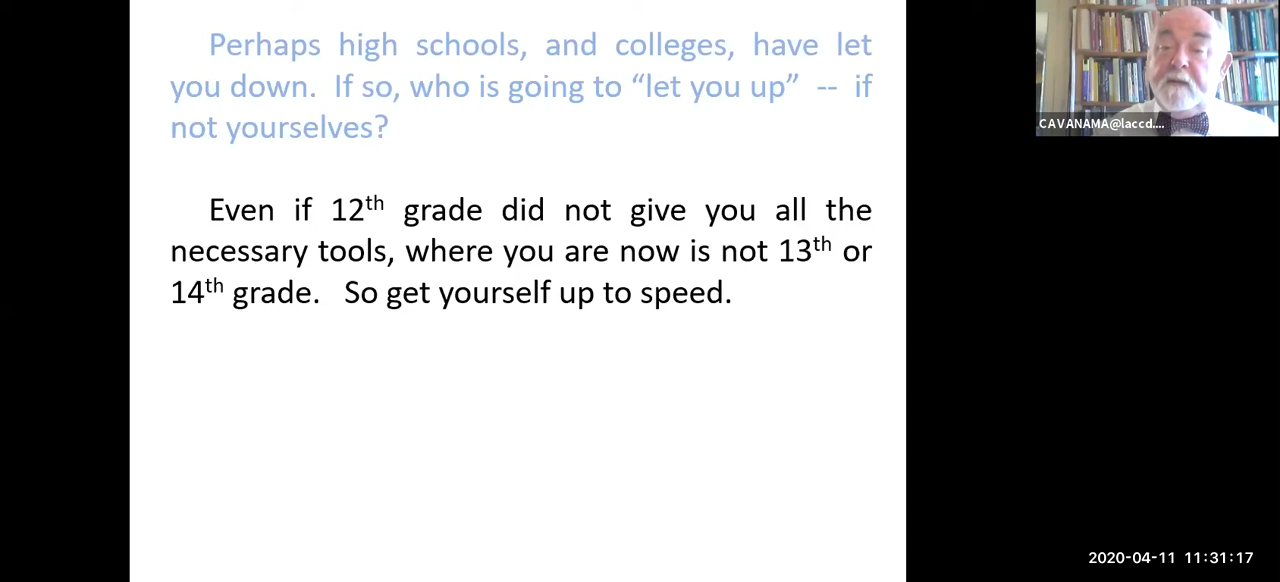 Perhaps high schools, and colleges, have let
you down. If so, who is going to “let you up” -- if
not yourselves?
Even if 12th grade did not give you all the
necessary tools, where you are now is not 13th or
14th grade. So get yourself up to speed.
CAVANAMA@laccd....
2020-04-11 11:31:17